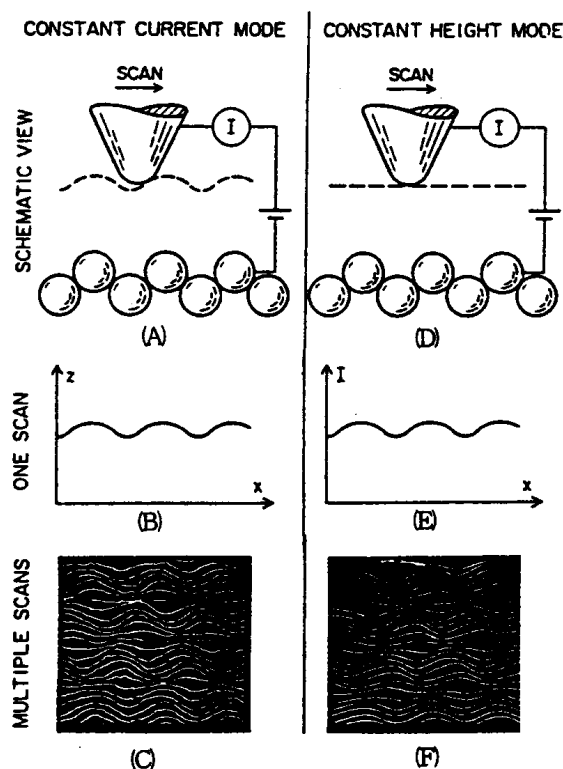 CONSTANT CURRENT MODE
CONSTANT HEIGHT MODE
SCHEMATIC VIEW
SCAN
I
(A)
SCAN
I
(D)
ONE SCAN
z
x
(B)
I
x
(E)
MULTIPLE SCANS
(C)
(F)